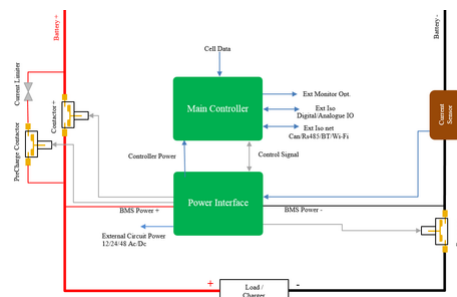 Battery +
Battery -
Cell Data
Current Limiter
Contactor+
PreCharge Contactor
Main Controller
Ext Monitor Opt.
Ext Iso
Digital/Analogue IO
Ext Iso net
Can/Rs485/BT/Wi-Fi
Current
Sensor
Controller Power
Control Signal
Power Interface
BMS Power +
BMS Power -
External Circuit Power
12/24/48 Ac/Dc
+
-
Load /
Charger